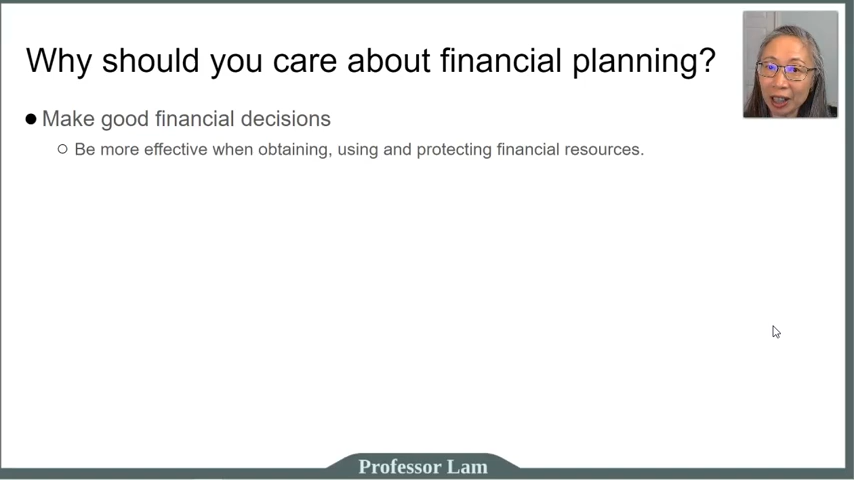 Why should you care about financial planning?
Make good financial decisions
Be more effective when obtaining, using and protecting financial resources.
Professor Lam